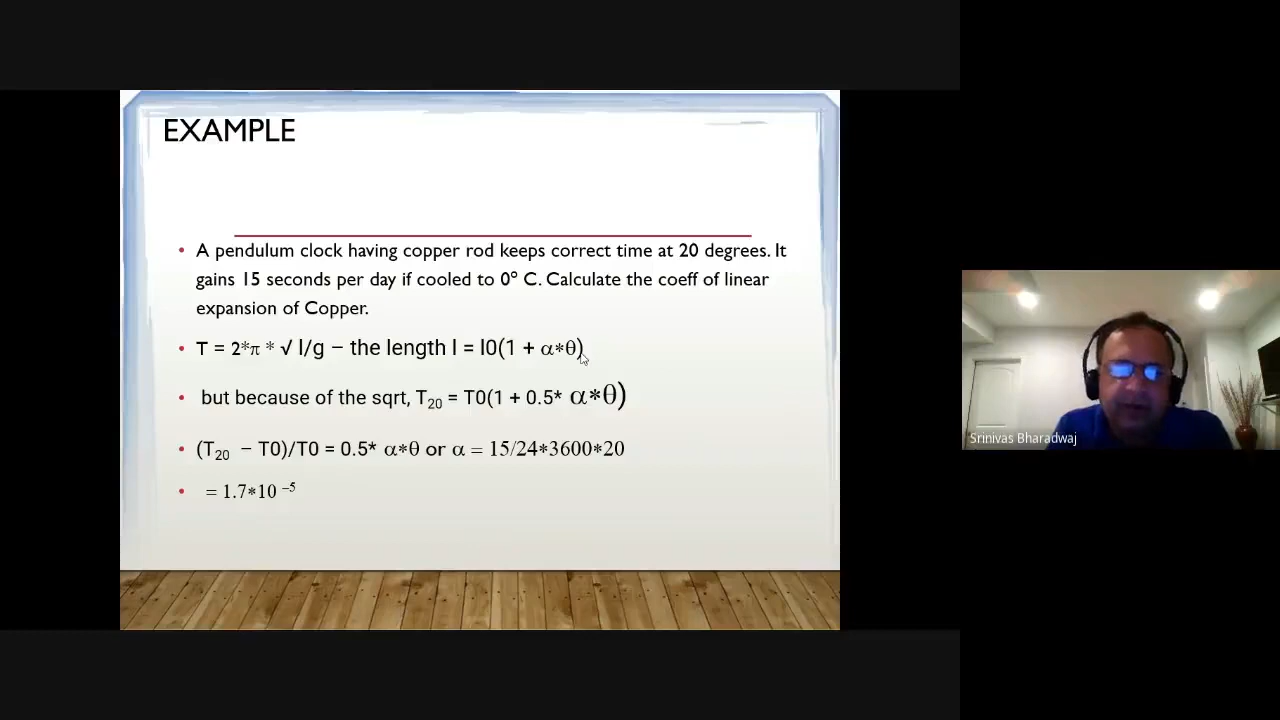 EXAMPLE
• A pendulum clock having copper rod keeps correct time at 20 degrees. It
gains 15 seconds per day if cooled to 0° C. Calculate the coeff of linear
expansion of Copper.
• T = 2*π * √ l/g – the length l = l0(1 + α*θ)
• but because of the sqrt, T₂₀ = T0(1 + 0.5* α*θ)
• (T₂₀ – T0)/T0 = 0.5* α*θ or α = 15/24*3600*20
• = 1.7*10 ⁻⁵
Srinivas Bharadwaj